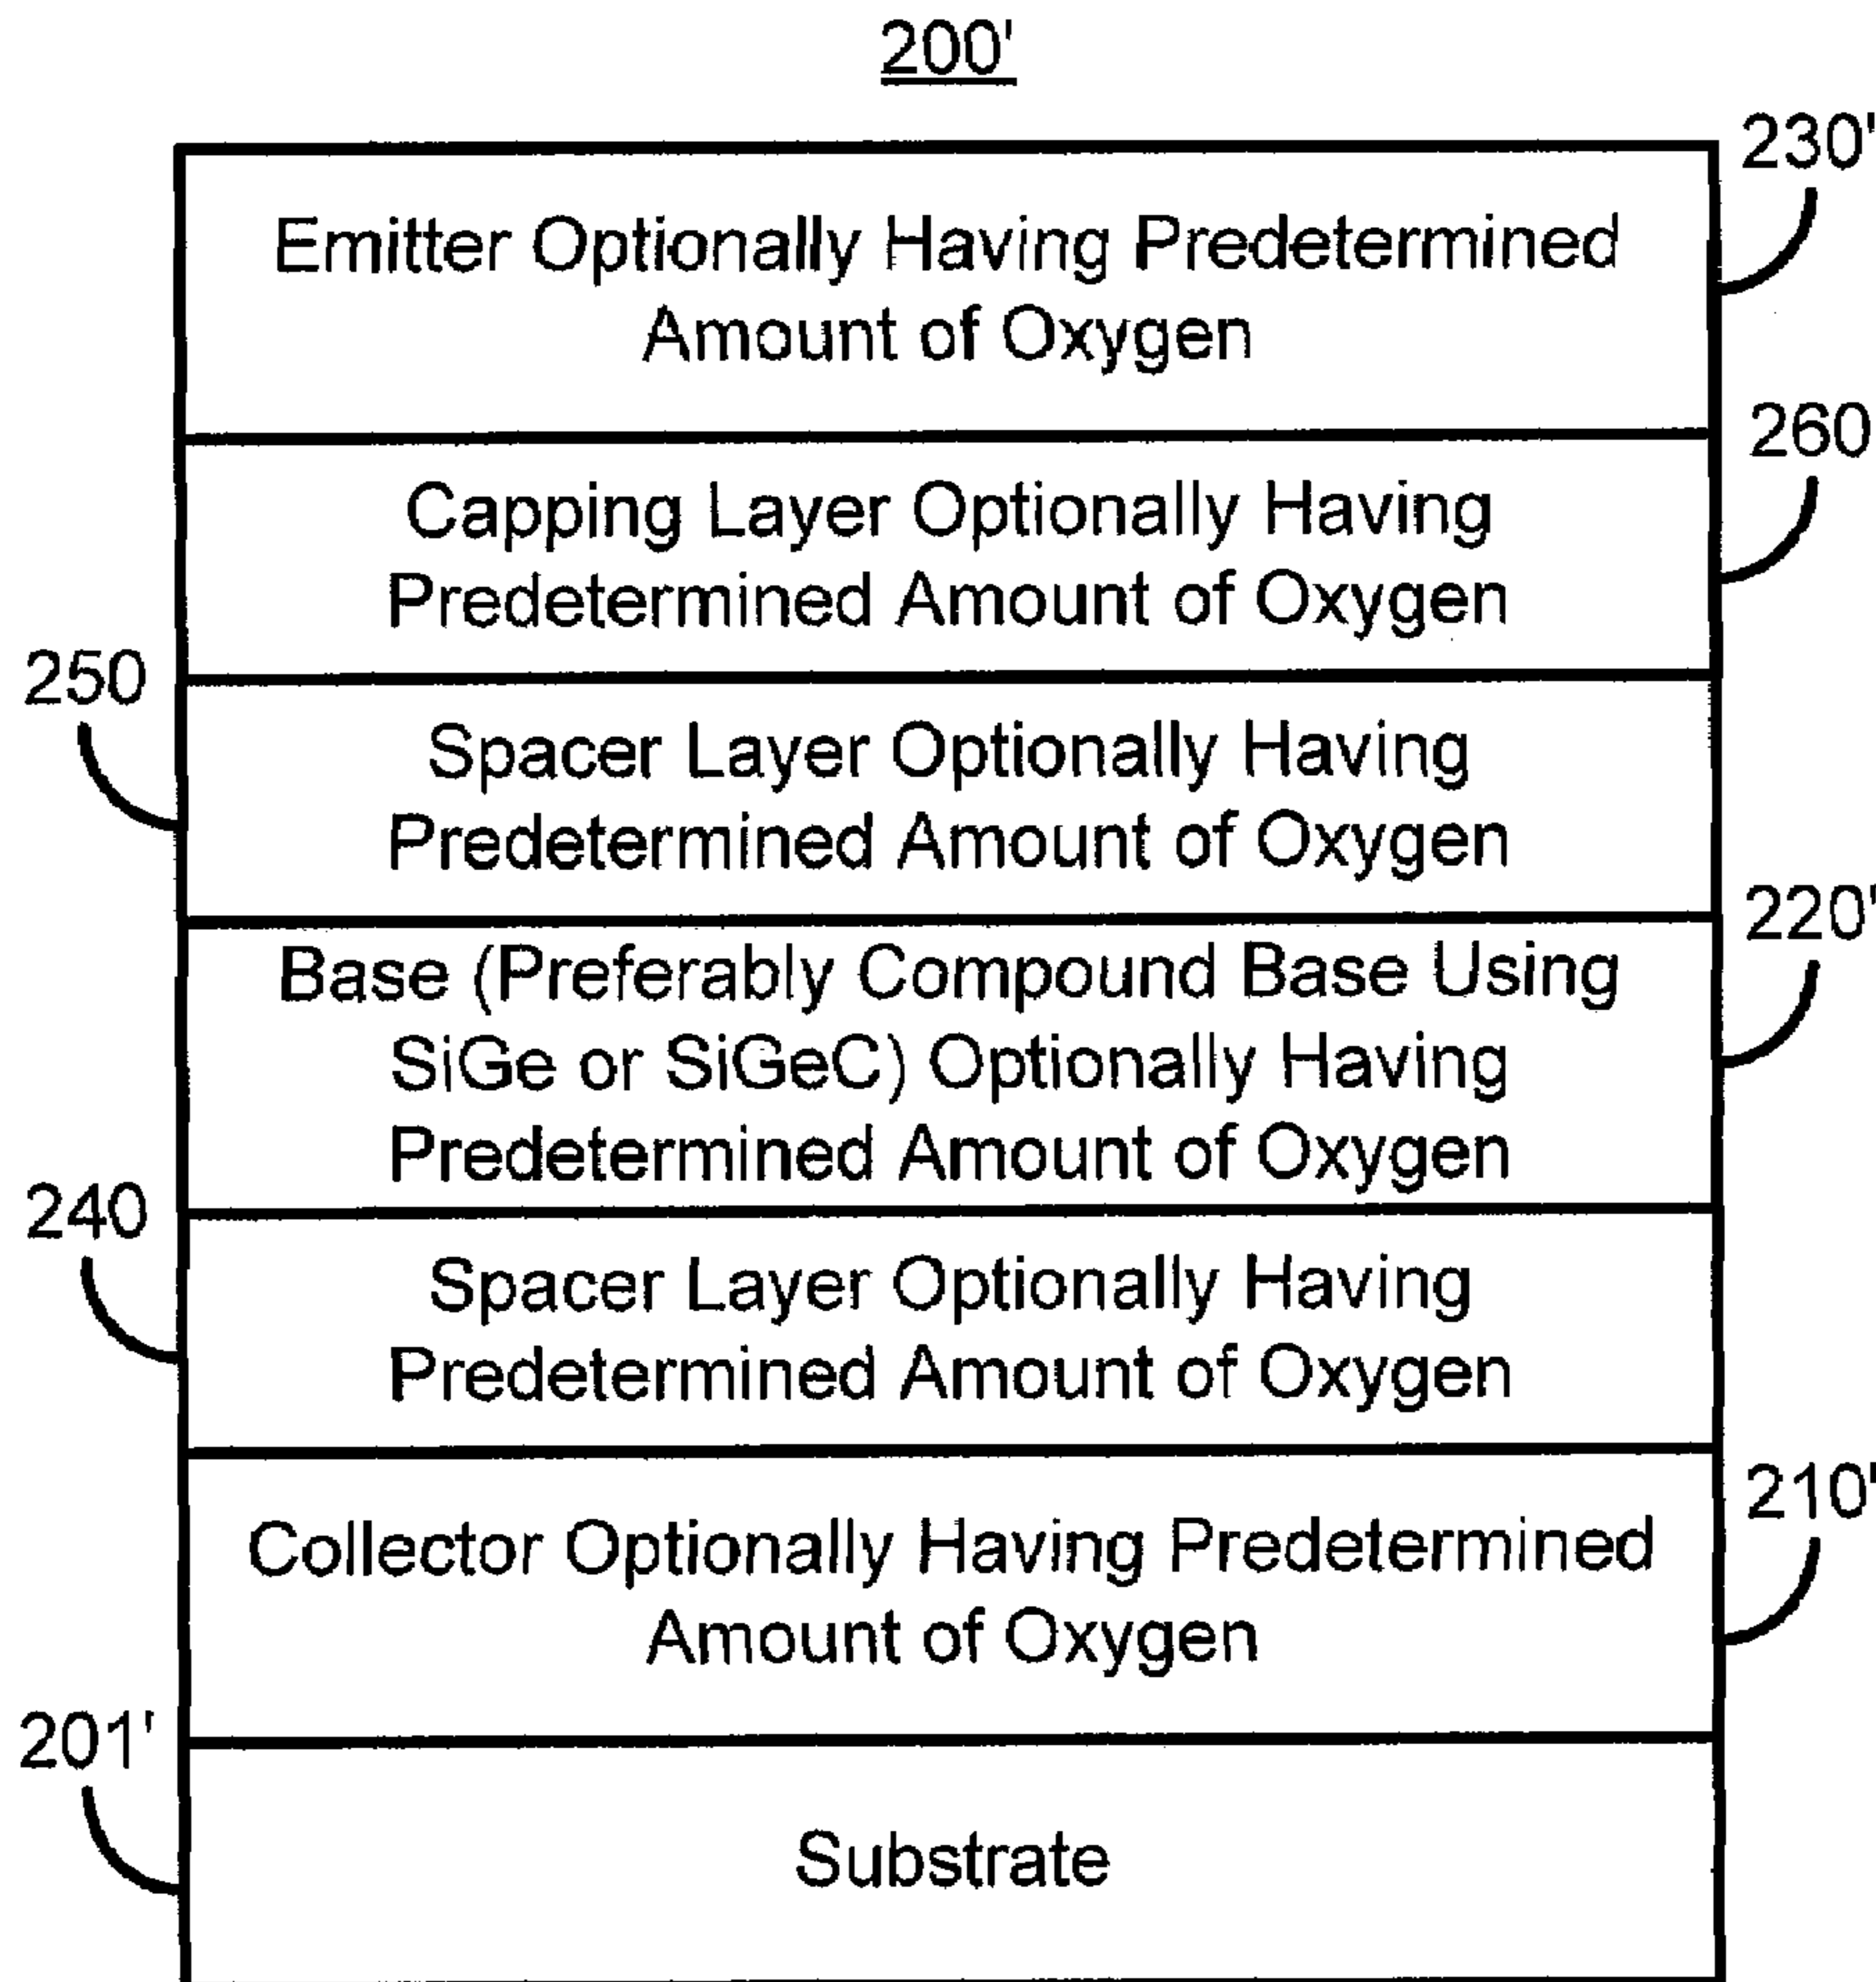 200'
230'
Emitter Optionally Having Predetermined
Amount of Oxygen
260
Capping Layer Optionally Having
Predetermined Amount of Oxygen
250
Spacer Layer Optionally Having
Predetermined Amount of Oxygen
220'
Base (Preferably Compound Base Using
SiGe or SiGeC) Optionally Having
Predetermined Amount of Oxygen
240
Spacer Layer Optionally Having
Predetermined Amount of Oxygen
210'
Collector Optionally Having Predetermined
Amount of Oxygen
201'
Substrate